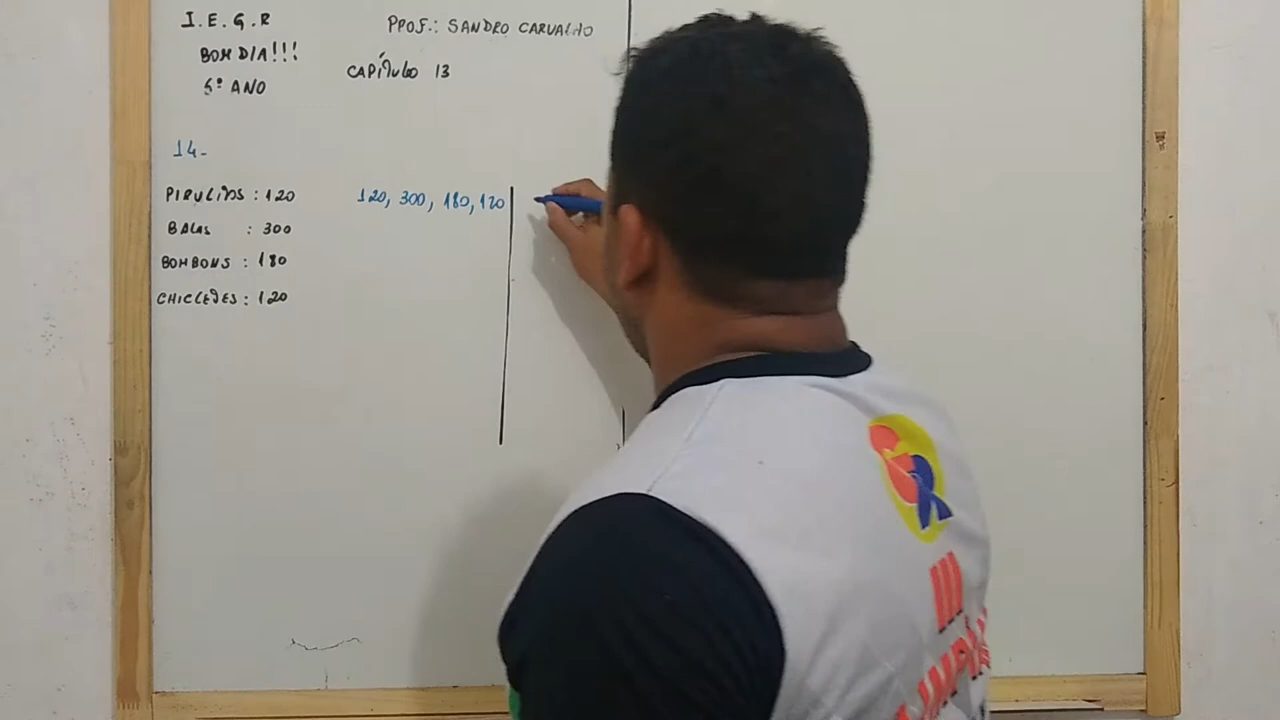 I.E.G.R
PROF.: SANDRO CARVALHO
BOM DIA!!!
CAPÍTULO 13
6º ANO
14-
PIRULITOS : 120
120, 300, 180, 120
BALAS : 300
BOMBONS : 180
CHICLETES : 120
III